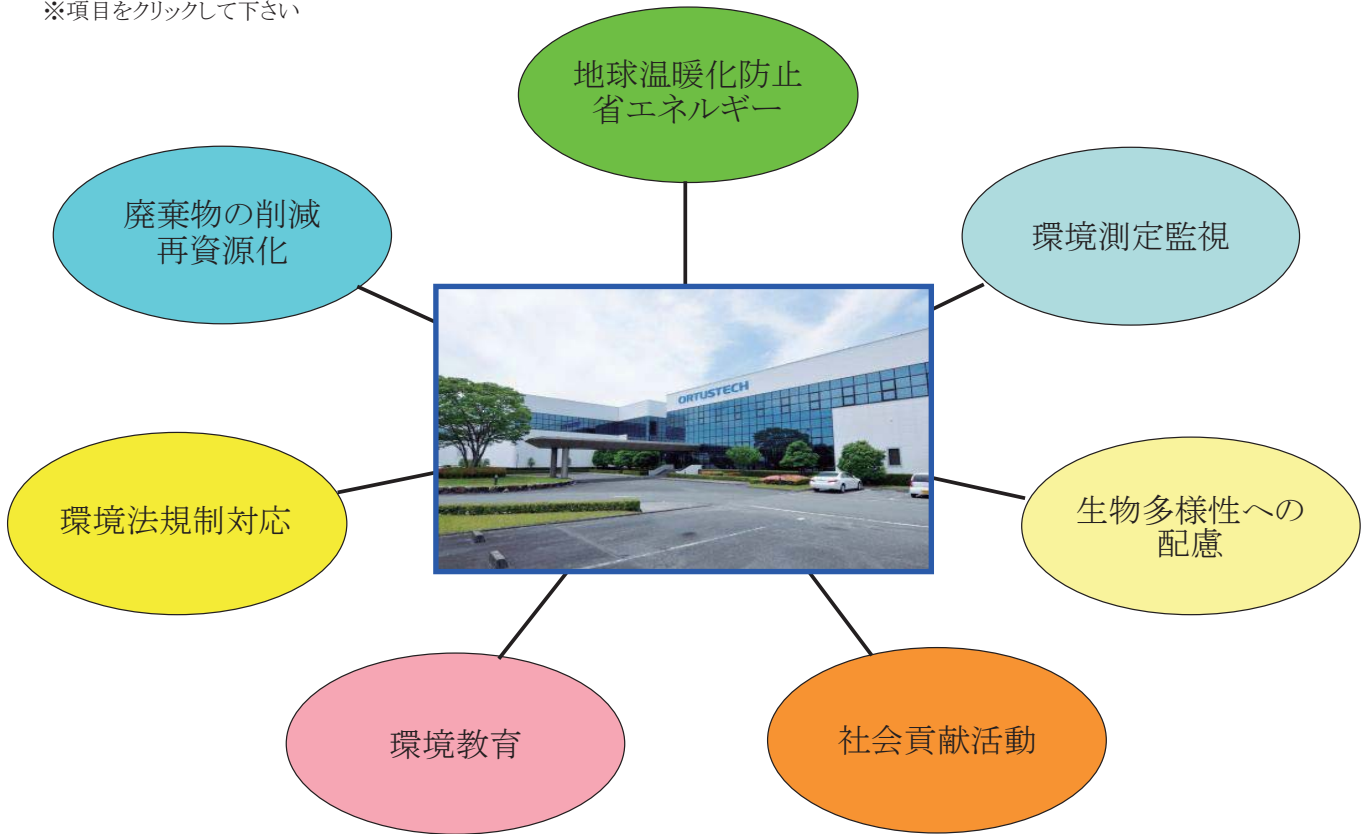 ※項目をクリックして下さい
地球温暖化防止
省エネルギー
廃棄物の削減
再資源化
環境測定監視
ORTUSTECH
環境法規制対応
生物多様性への
配慮
環境教育
社会貢献活動